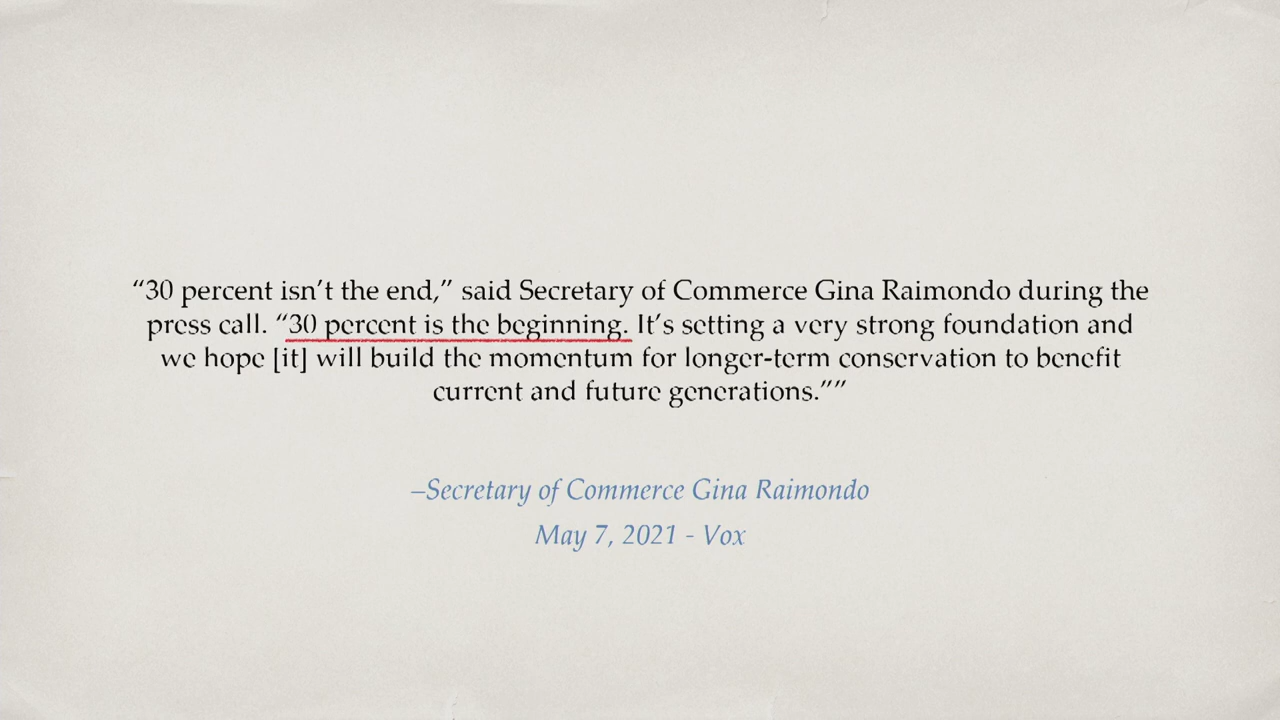 “30 percent isn’t the end,” said Secretary of Commerce Gina Raimondo during the
press call. “30 percent is the beginning. It’s setting a very strong foundation and
we hope [it] will build the momentum for longer-term conservation to benefit
current and future generations.””
–Secretary of Commerce Gina Raimondo
May 7, 2021 - Vox